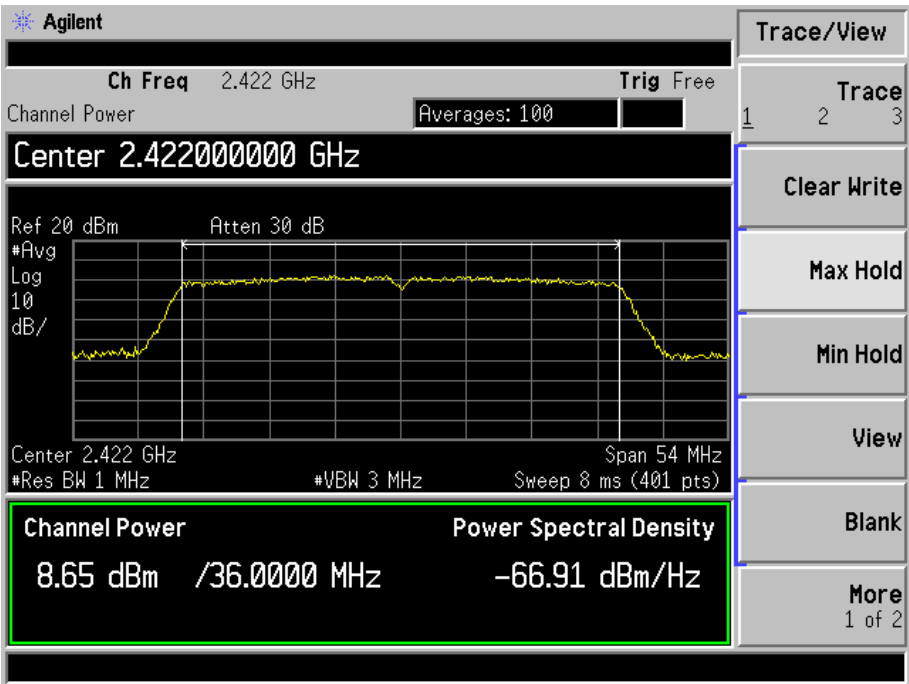 Agilent
Trace/View
Ch Freq 2.422 GHz Trig Free
Channel Power Averages: 100
Center 2.422000000 GHz
Ref 20 dBm Atten 30 dB
#Avg
Log
10
dB/
Center 2.422 GHz Span 54 MHz
#Res BW 1 MHz #VBW 3 MHz Sweep 8 ms (401 pts)
Channel Power Power Spectral Density
8.65 dBm /36.0000 MHz -66.91 dBm/Hz
Trace
1 2 3
Clear Write
Max Hold
Min Hold
View
Blank
More
1 of 2